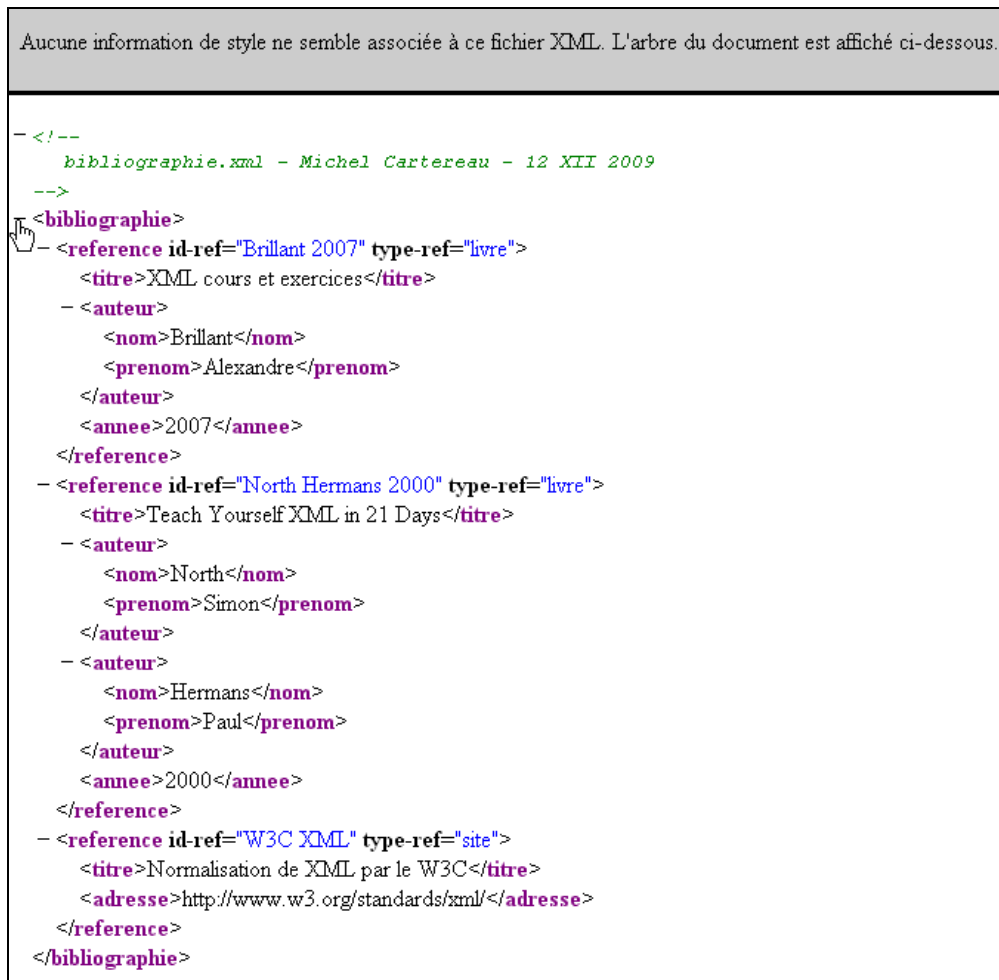 Aucune information de style ne semble associée à ce fichier XML. L'arbre du document est affiché ci-dessous.
− <!--
bibliographie.xml - Michel Cartereau - 12 XII 2009
-->
− <bibliographie>
− <reference id-ref="Brillant 2007" type-ref="livre">
<titre>XML cours et exercices</titre>
− <auteur>
<nom>Brillant</nom>
<prenom>Alexandre</prenom>
</auteur>
<annee>2007</annee>
</reference>
− <reference id-ref="North Hermans 2000" type-ref="livre">
<titre>Teach Yourself XML in 21 Days</titre>
− <auteur>
<nom>North</nom>
<prenom>Simon</prenom>
</auteur>
− <auteur>
<nom>Hermans</nom>
<prenom>Paul</prenom>
</auteur>
<annee>2000</annee>
</reference>
− <reference id-ref="W3C XML" type-ref="site">
<titre>Normalisation de XML par le W3C</titre>
<adresse>http://www.w3.org/standards/xml/</adresse>
</reference>
</bibliographie>